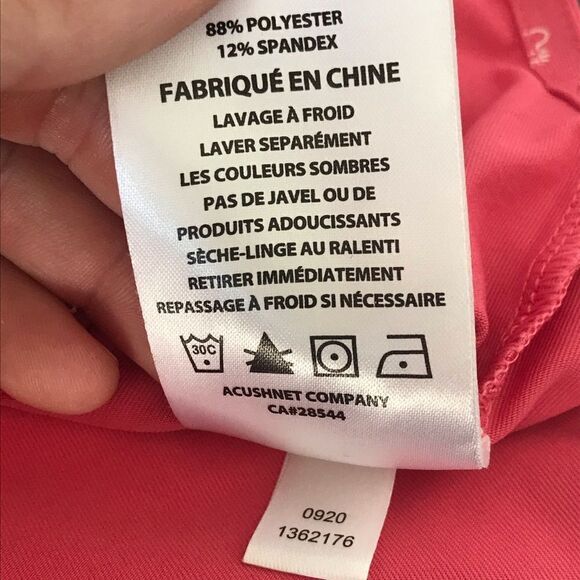 88% POLYESTER
12% SPANDEX
FABRIQUÉ EN CHINE
LAVAGE À FROID
LAVER SEPARÉMENT
LES COULEURS SOMBRES
PAS DE JAVEL OU DE
PRODUITS ADOUCISSANTS
SÈCHE-LINGE AU RALENTI
RETIRER IMMÉDIATEMENT
REPASSAGE À FROID SI NÉCESSAIRE
30C
ACUSHNET COMPANY
CA#28544
0920
1362176